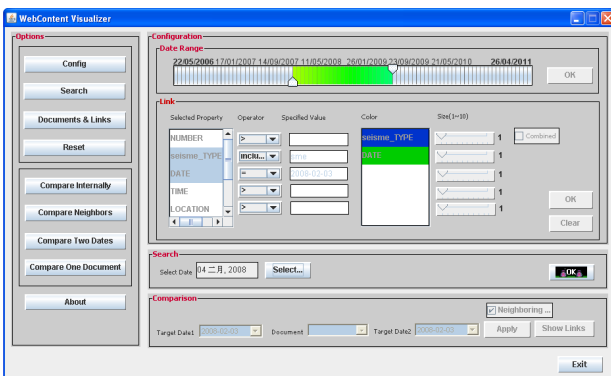 WebContent Visualizer
Options
Config
Search
Documents & Links
Reset
Compare Internally
Compare Neighbors
Compare Two Dates
Compare One Document
About
Configuration
Date Range
22/05/2006 17/01/2007 14/09/2007 11/05/2008 26/01/2009 23/09/2009 21/05/2010 26/04/2011
OK
Link
Selected Property Operator Specified Value Color Size(1~10)
NUMBER > seisme_TYPE 1 Combined
seisme_TYPE inclu... DATE 1
DATE = 2008-02-03 1
TIME > 1
LOCATION > 1
OK
Clear
Search
Select Date 04 二月, 2008 Select... OK
Comparison
Neighboring ...
Target Date1 2008-02-03 Document Target Date2 2008-02-03 Apply Show Links
Exit